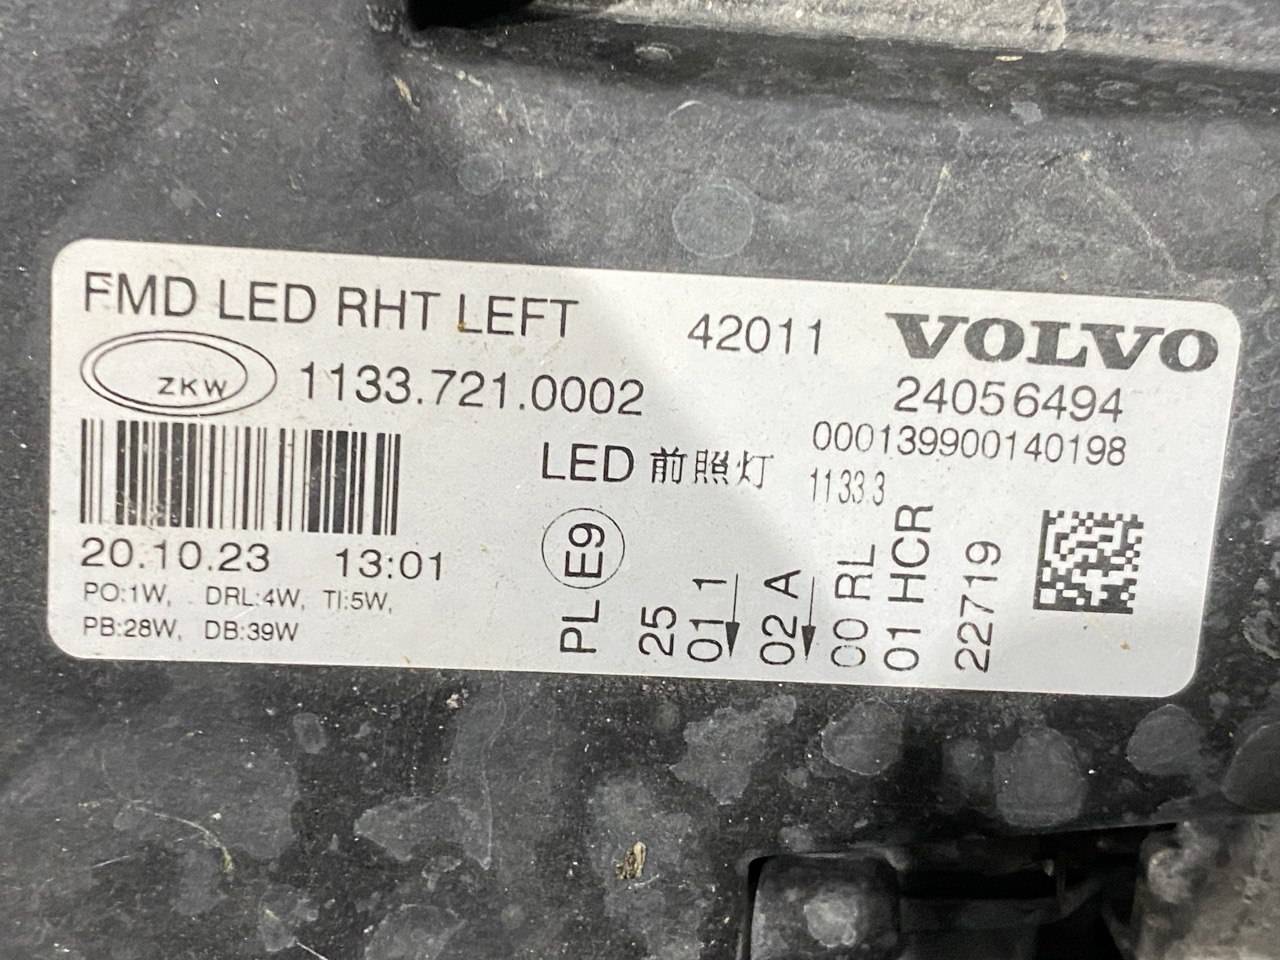 FMD LED RHT LEFT
42011
VOLVO
ZKW
1133.721.0002
24056494
000139900140198
LED 前照灯
11333
20.10.23 13:01
PO:1W, DRL:4W, TI:5W,
PB:28W, DB:39W
PL E9
25
01 1
02 A
00 RL
01 HCR
22719